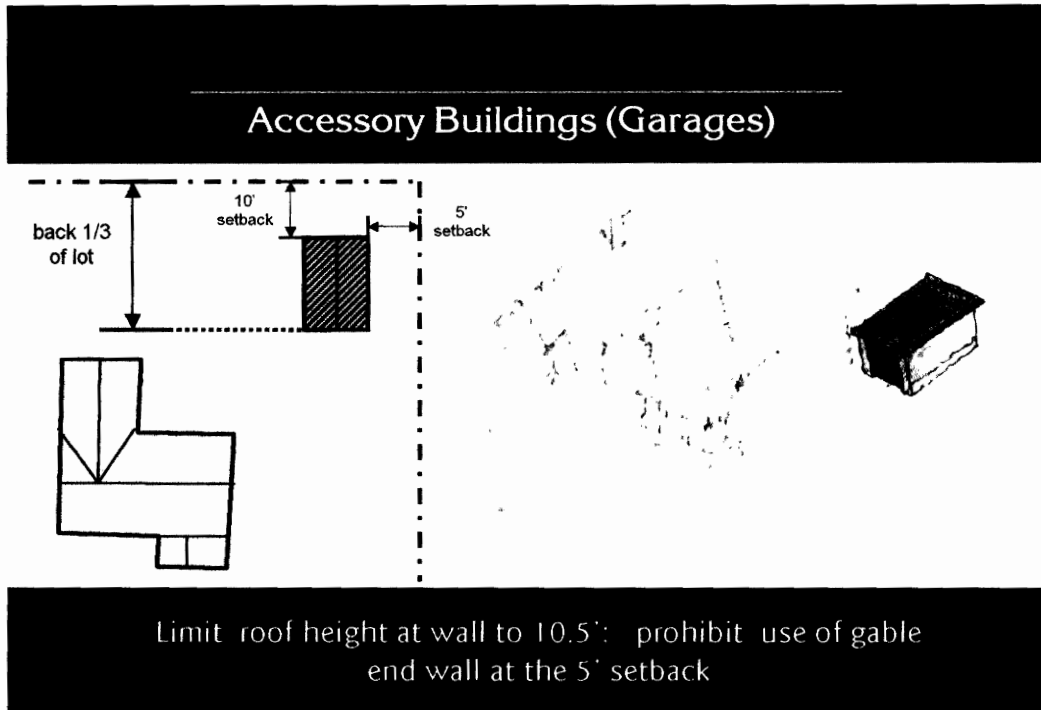 Accessory Buildings (Garages)
back 1/3
of lot
10'
setback
5'
setback
Limit roof height at wall to 10.5': prohibit use of gable
end wall at the 5' setback